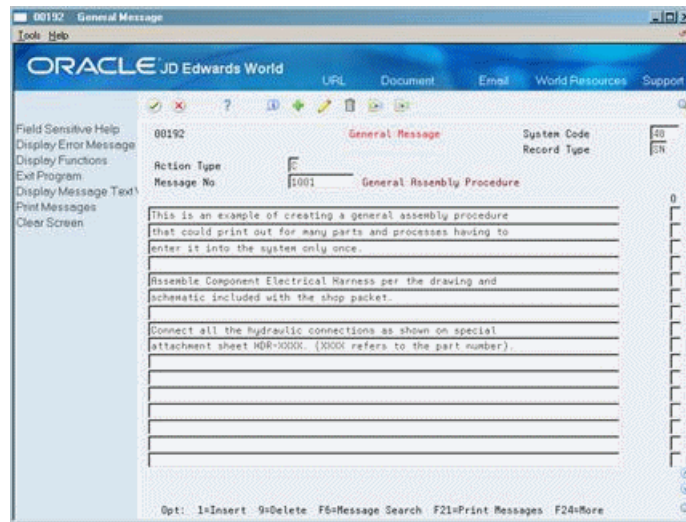 00192 General Message
Tools Help
ORACLE JD Edwards World
URL Document Email World Resources Support
Field Sensitive Help
Display Error Message
Display Functions
Exit Program
Display Message Text
Print Messages
Clear Screen
00192 General Message System Code 48
Record Type SN
Action Type C
Message No 1001 General Assembly Procedure
O
This is an example of creating a general assembly procedure
that could print out for many parts and processes having to
enter it into the system only once.
Assemble Component Electrical Harness per the drawing and
schematic included with the shop packet.
Connect all the hydraulic connections as shown on special
attachment sheet HDR-XXXX. (XXXX refers to the part number).
Opt: 1=Insert 9=Delete F6=Message Search F21=Print Messages F24=More